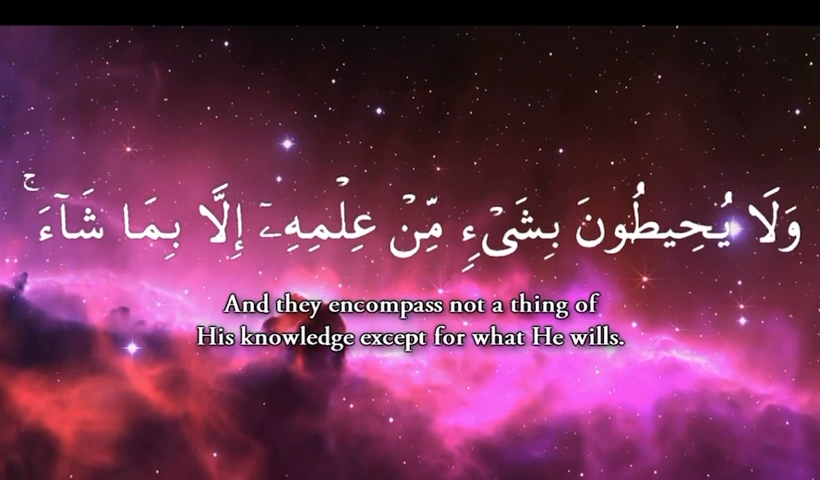 وَلَا يُحِيطُونَ بِشَىْءٍ مِّنْ عِلْمِهِۦٓ إِلَّا بِمَا شَآءَ ۚ
And they encompass not a thing of
His knowledge except for what He wills.